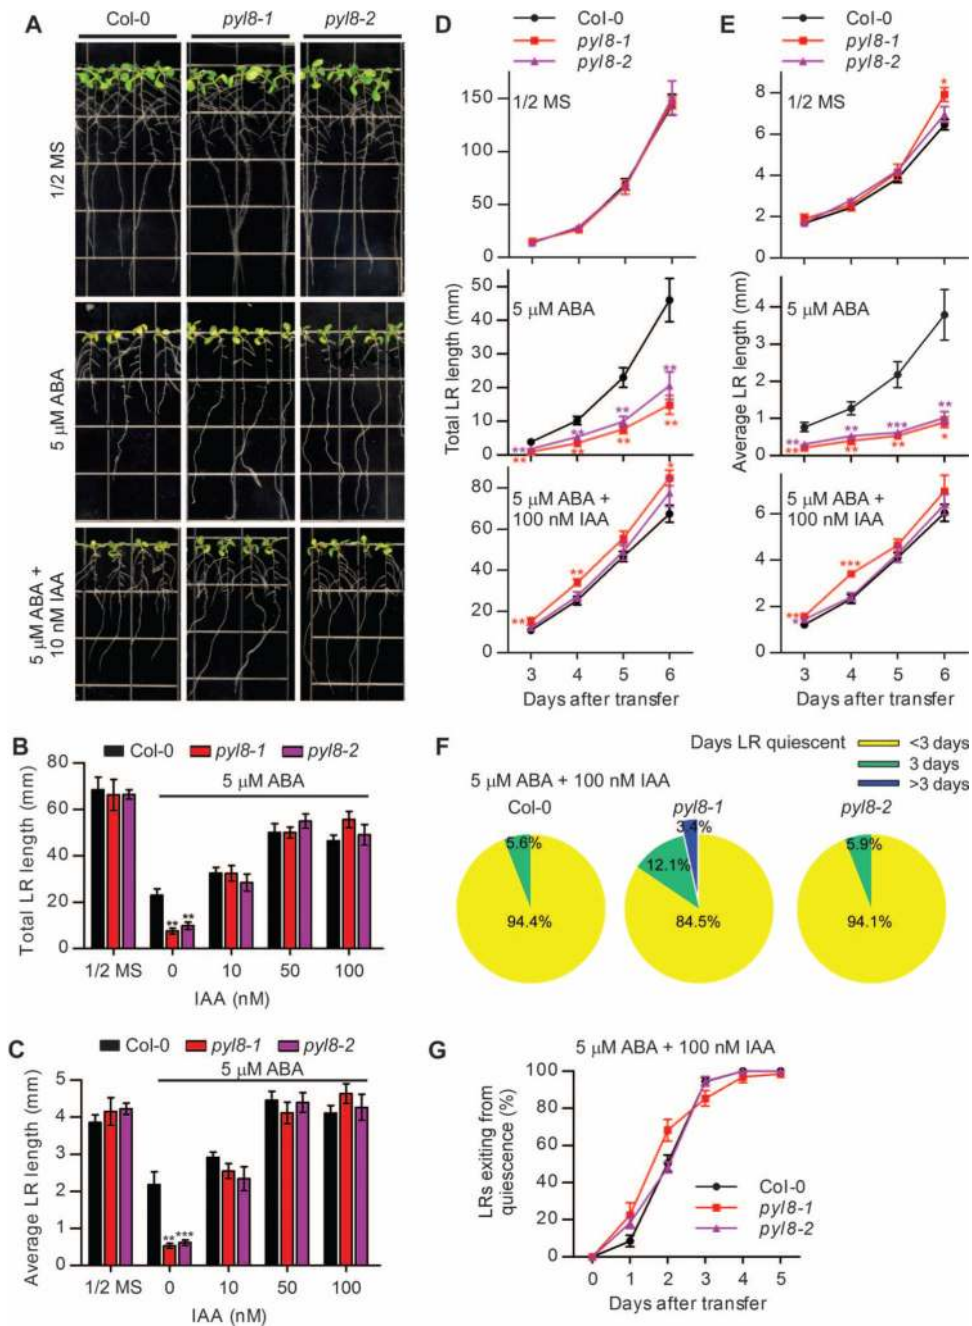 A
Col-0
pyl8-1
pyl8-2
1/2 MS
5 µM ABA
5 µM ABA +
10 nM IAA
B
Col-0
pyl8-1
pyl8-2
5 µM ABA
Total LR length (mm)
80
60
40
20
0
1/2 MS
0
10
50
100
**
**
IAA (nM)
C
Col-0
pyl8-1
pyl8-2
5 µM ABA
Average LR length (mm)
5
4
3
2
1
0
**
***
1/2 MS
0
10
50
100
IAA (nM)
D
Col-0
pyl8-1
pyl8-2
1/2 MS
150
100
50
0
Total LR length (mm)
5 µM ABA
60
50
40
30
20
10
0
**
**
**
**
**
**
**
**
5 µM ABA +
100 nM IAA
80
60
40
20
0
**
**
*
3
4
5
6
Days after transfer
E
Col-0
pyl8-1
pyl8-2
1/2 MS
8
6
4
2
0
*
Average LR length (mm)
5 µM ABA
4
3
2
1
0
**
**
**
**
***
**
**
*
5 µM ABA +
100 nM IAA
8
6
4
2
0
**
*
***
3
4
5
6
Days after transfer
F
Days LR quiescent
<3 days
3 days
>3 days
5 µM ABA + 100 nM IAA
Col-0
pyl8-1
pyl8-2
5.6%
94.4%
3.4%
12.1%
84.5%
5.9%
94.1%
G
5 µM ABA + 100 nM IAA
LRs exiting from
quiescence (%)
100
80
60
40
20
0
Col-0
pyl8-1
pyl8-2
0
1
2
3
4
5
Days after transfer